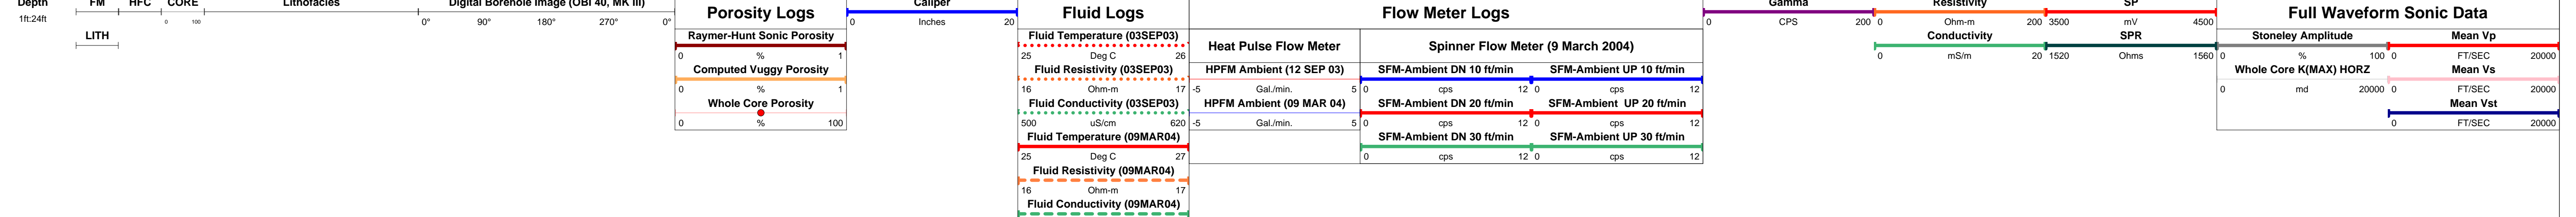 Depth FM HFC CORE Lithofacies Digital Borehole Image (OBI 40, MK III) Porosity Logs Caliper Fluid Logs Flow Meter Logs Gamma Resistivity SP Full Waveform Sonic Data
1ft:24ft 0 100 0° 90° 180° 270° 0° 0 Inches 20 0 CPS 200 0 Ohm-m 200 3500 mV 4500
LITH Raymer-Hunt Sonic Porosity Fluid Temperature (03SEP03) Heat Pulse Flow Meter Spinner Flow Meter (9 March 2004) Conductivity SPR Stoneley Amplitude Mean Vp
0 % 1 25 Deg C 26 0 mS/m 20 1520 Ohms 1560 0 % 100 0 FT/SEC 20000
Computed Vuggy Porosity Fluid Resistivity (03SEP03) HPFM Ambient (12 SEP 03) SFM-Ambient DN 10 ft/min SFM-Ambient UP 10 ft/min Whole Core K(MAX) HORZ Mean Vs
0 % 1 16 Ohm-m 17 -5 Gal./min. 5 0 cps 12 0 cps 12 0 md 20000 0 FT/SEC 20000
Whole Core Porosity Fluid Conductivity (03SEP03) HPFM Ambient (09 MAR 04) SFM-Ambient DN 20 ft/min SFM-Ambient UP 20 ft/min Mean Vst
0 % 100 500 uS/cm 620 -5 Gal./min. 5 0 cps 12 0 cps 12 0 FT/SEC 20000
Fluid Temperature (09MAR04) SFM-Ambient DN 30 ft/min SFM-Ambient UP 30 ft/min
25 Deg C 27 0 cps 12 0 cps 12
Fluid Resistivity (09MAR04)
16 Ohm-m 17
Fluid Conductivity (09MAR04)